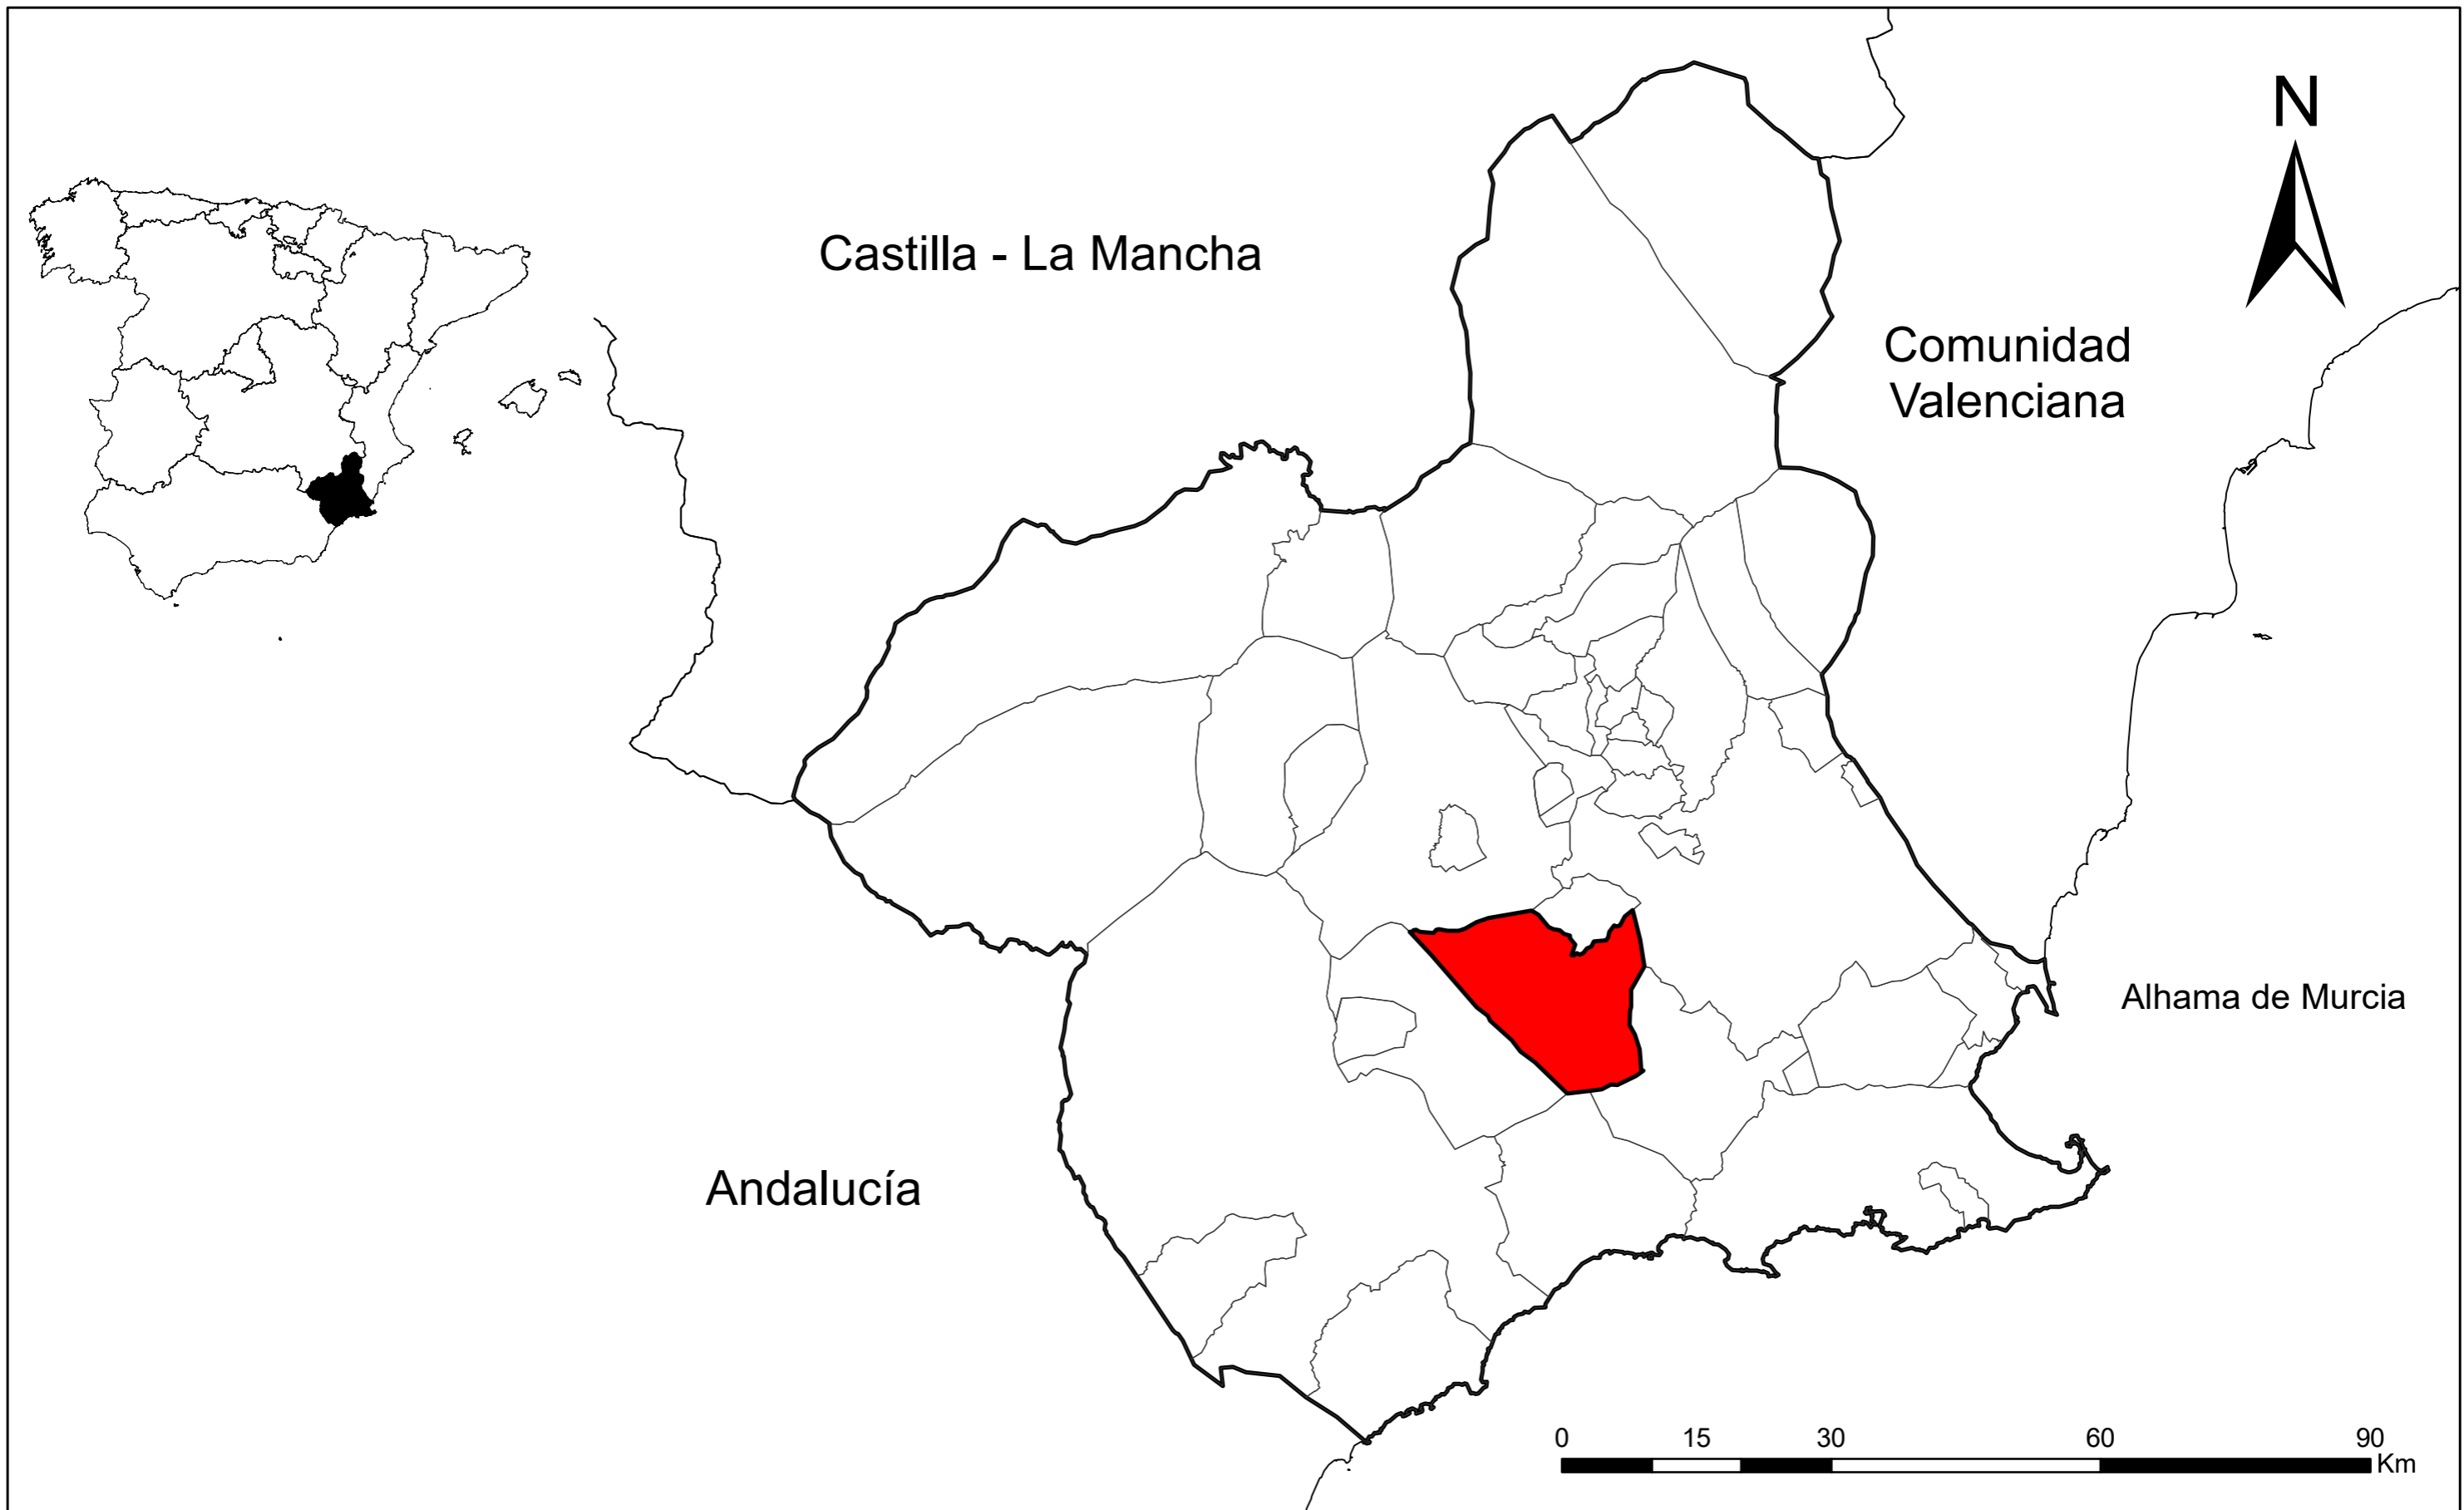 N
Castilla - La Mancha
Comunidad
Valenciana
Alhama de Murcia
Andalucía
0 15 30 60 90
Km